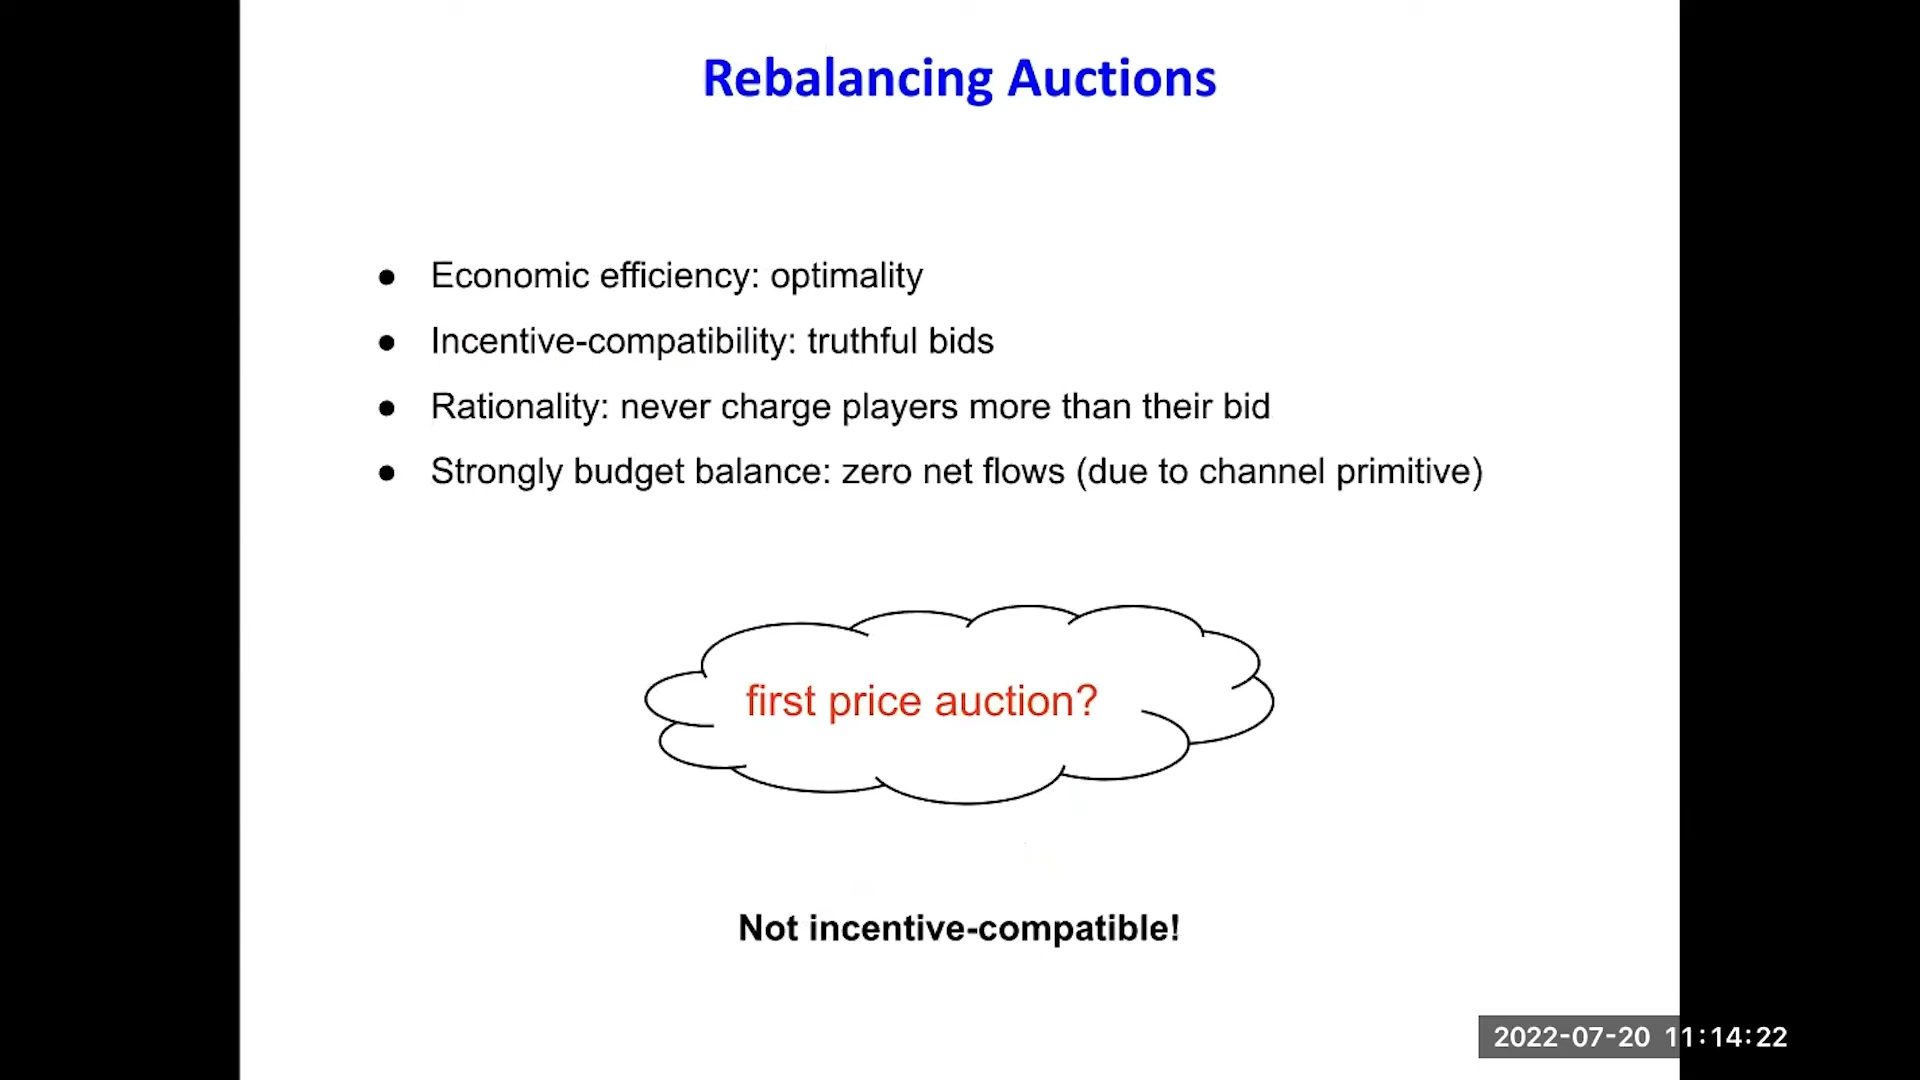 Rebalancing Auctions
● Economic efficiency: optimality
● Incentive-compatibility: truthful bids
● Rationality: never charge players more than their bid
● Strongly budget balance: zero net flows (due to channel primitive)
first price auction?
Not incentive-compatible!
2022-07-20 11:14:22